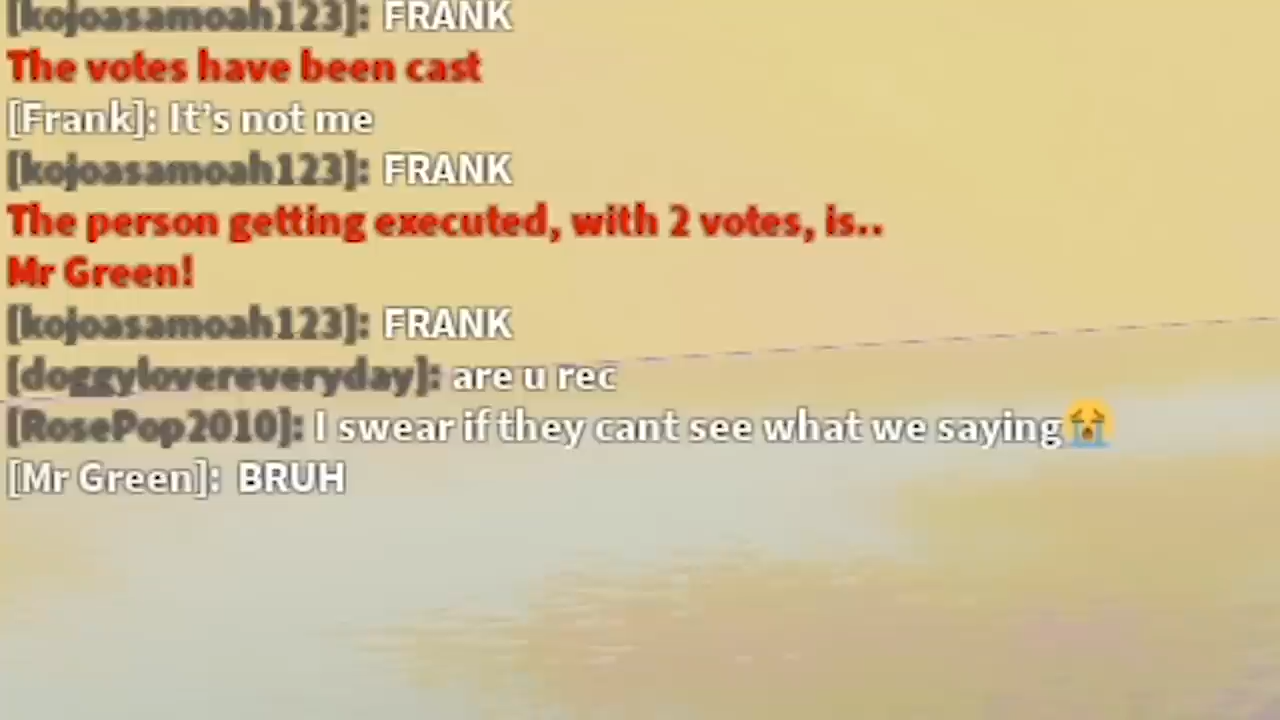 [kojoasamoah123]: FRANK
The votes have been cast
[Frank]: It’s not me
[kojoasamoah123]: FRANK
The person getting executed, with 2 votes, is..
Mr Green!
[kojoasamoah123]: FRANK
[doggylovereveryday]: are u rec
[RosePop2010]: I swear if they cant see what we saying😭
[Mr Green]: BRUH